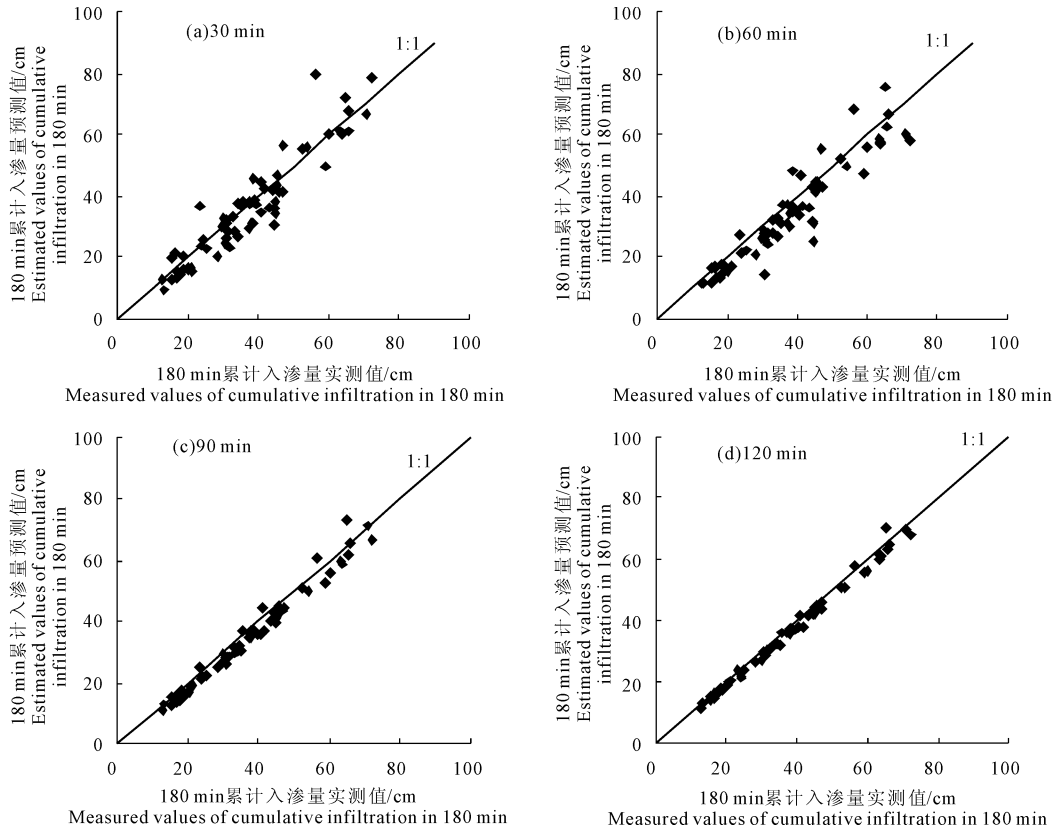 (a)30 min
1:1
180 min累计入渗量预测值/cm
Estimated values of cumulative
infiltration in 180 min
100
80
60
40
20
0
0 20 40 60 80 100
180 min累计入渗量实测值/cm
Measured values of cumulative infiltration in 180 min
(b)60 min
1:1
180 min累计入渗量预测值/cm
Estimated values of cumulative
infiltration in 180 min
100
80
60
40
20
0
0 20 40 60 80 100
180 min累计入渗量实测值/cm
Measured values of cumulative infiltration in 180 min
(c)90 min
1:1
180 min累计入渗量预测值/cm
Estimated values of cumulative
infiltration in 180 min
100
80
60
40
20
0
0 20 40 60 80 100
180 min累计入渗量实测值/cm
Measured values of cumulative infiltration in 180 min
(d)120 min
1:1
180 min累计入渗量预测值/cm
Estimated values of cumulative
infiltration in 180 min
100
80
60
40
20
0
0 20 40 60 80 100
180 min累计入渗量实测值/cm
Measured values of cumulative infiltration in 180 min